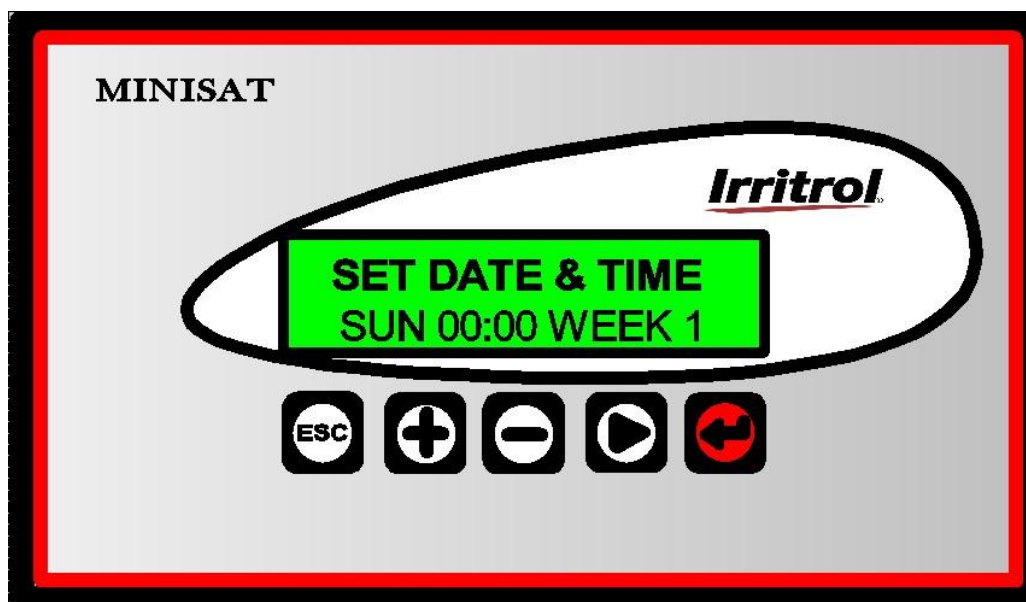 MINISAT
Irritrol
SET DATE & TIME
SUN 00:00 WEEK 1
ESC